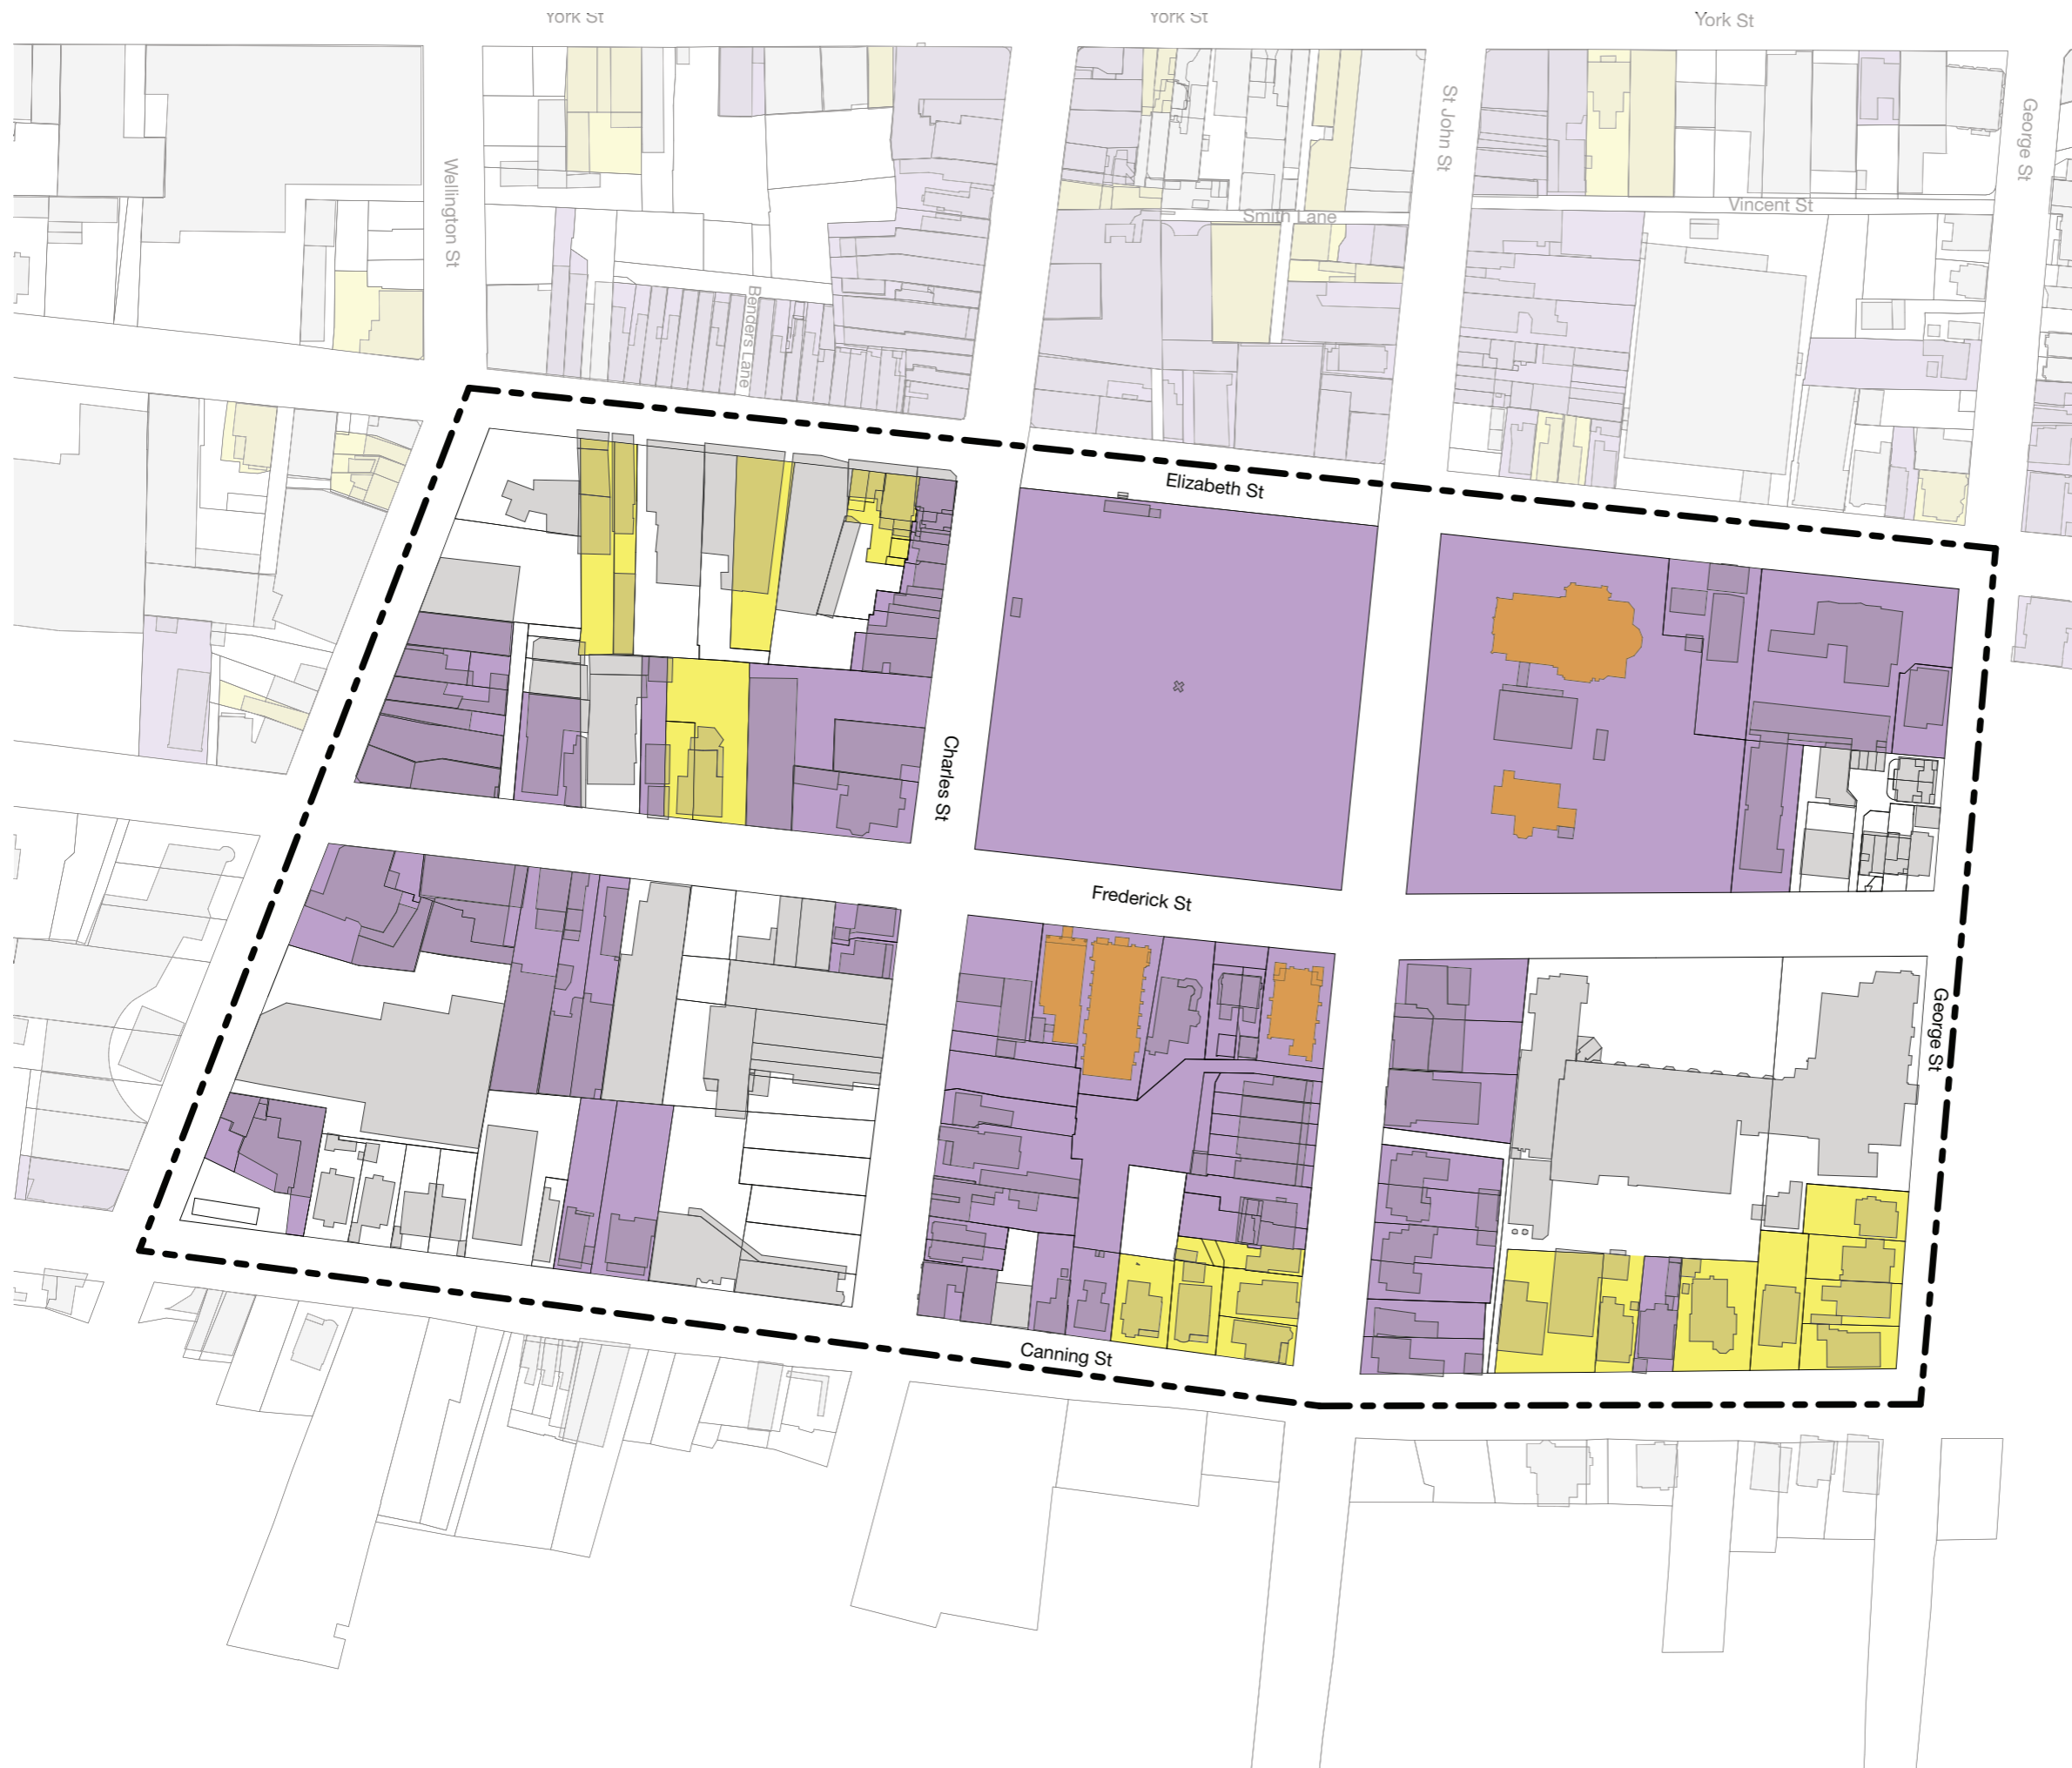 York St
York St
York St
St John St
George St
Wellington St
Smith Lane
Vincent St
Benders Lane
Elizabeth St
Charles St
Frederick St
George St
Canning St